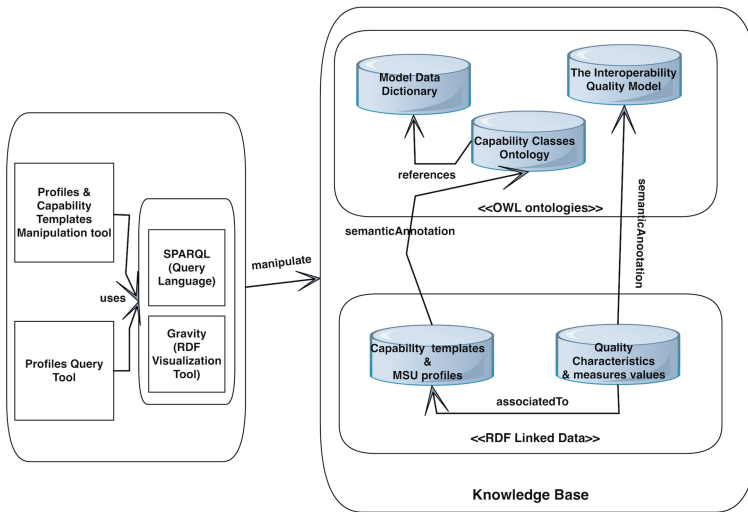 Profiles &
Capability
Templates
Manipulation tool
uses
Profiles Query
Tool
SPARQL
(Query
Language)
Gravity
(RDF
Visualization
Tool)
manipulate
Model Data
Dictionary
The Interoperability
Quality Model
Capability Classes
Ontology
references
<<OWL ontologies>>
semanticAnnotation
semanticAnootation
Capability templates
&
MSU profiles
Quality
Characteristics
& measures values
associatedTo
<<RDF Linked Data>>
Knowledge Base